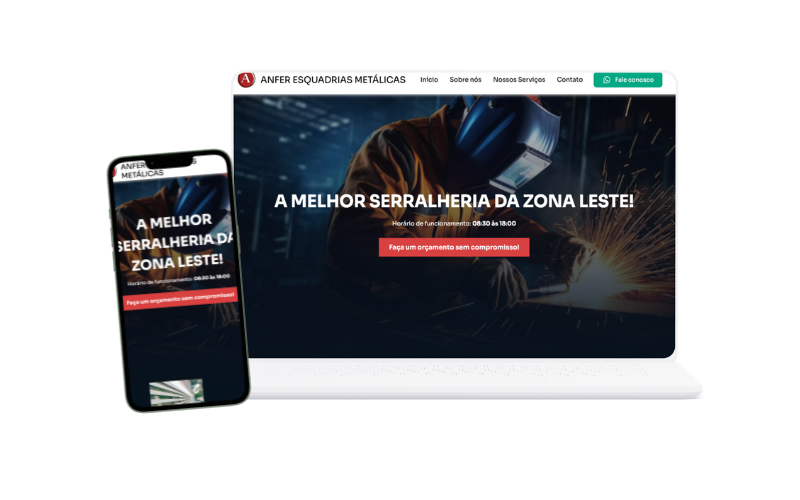 A ANFER ESQUADRIAS METÁLICAS Início Sobre nós Nossos Serviços Contato Fale conosco
A MELHOR SERRALHERIA DA ZONA LESTE!
Horário de funcionamento: 08:30 às 18:00
Faça um orçamento sem compromisso!
ANFER
METÁLICAS
A MELHOR
SERRALHERIA DA
ZONA LESTE!
Horário de funcionamento: 08:30 às 18:00
Faça um orçamento sem compromisso!